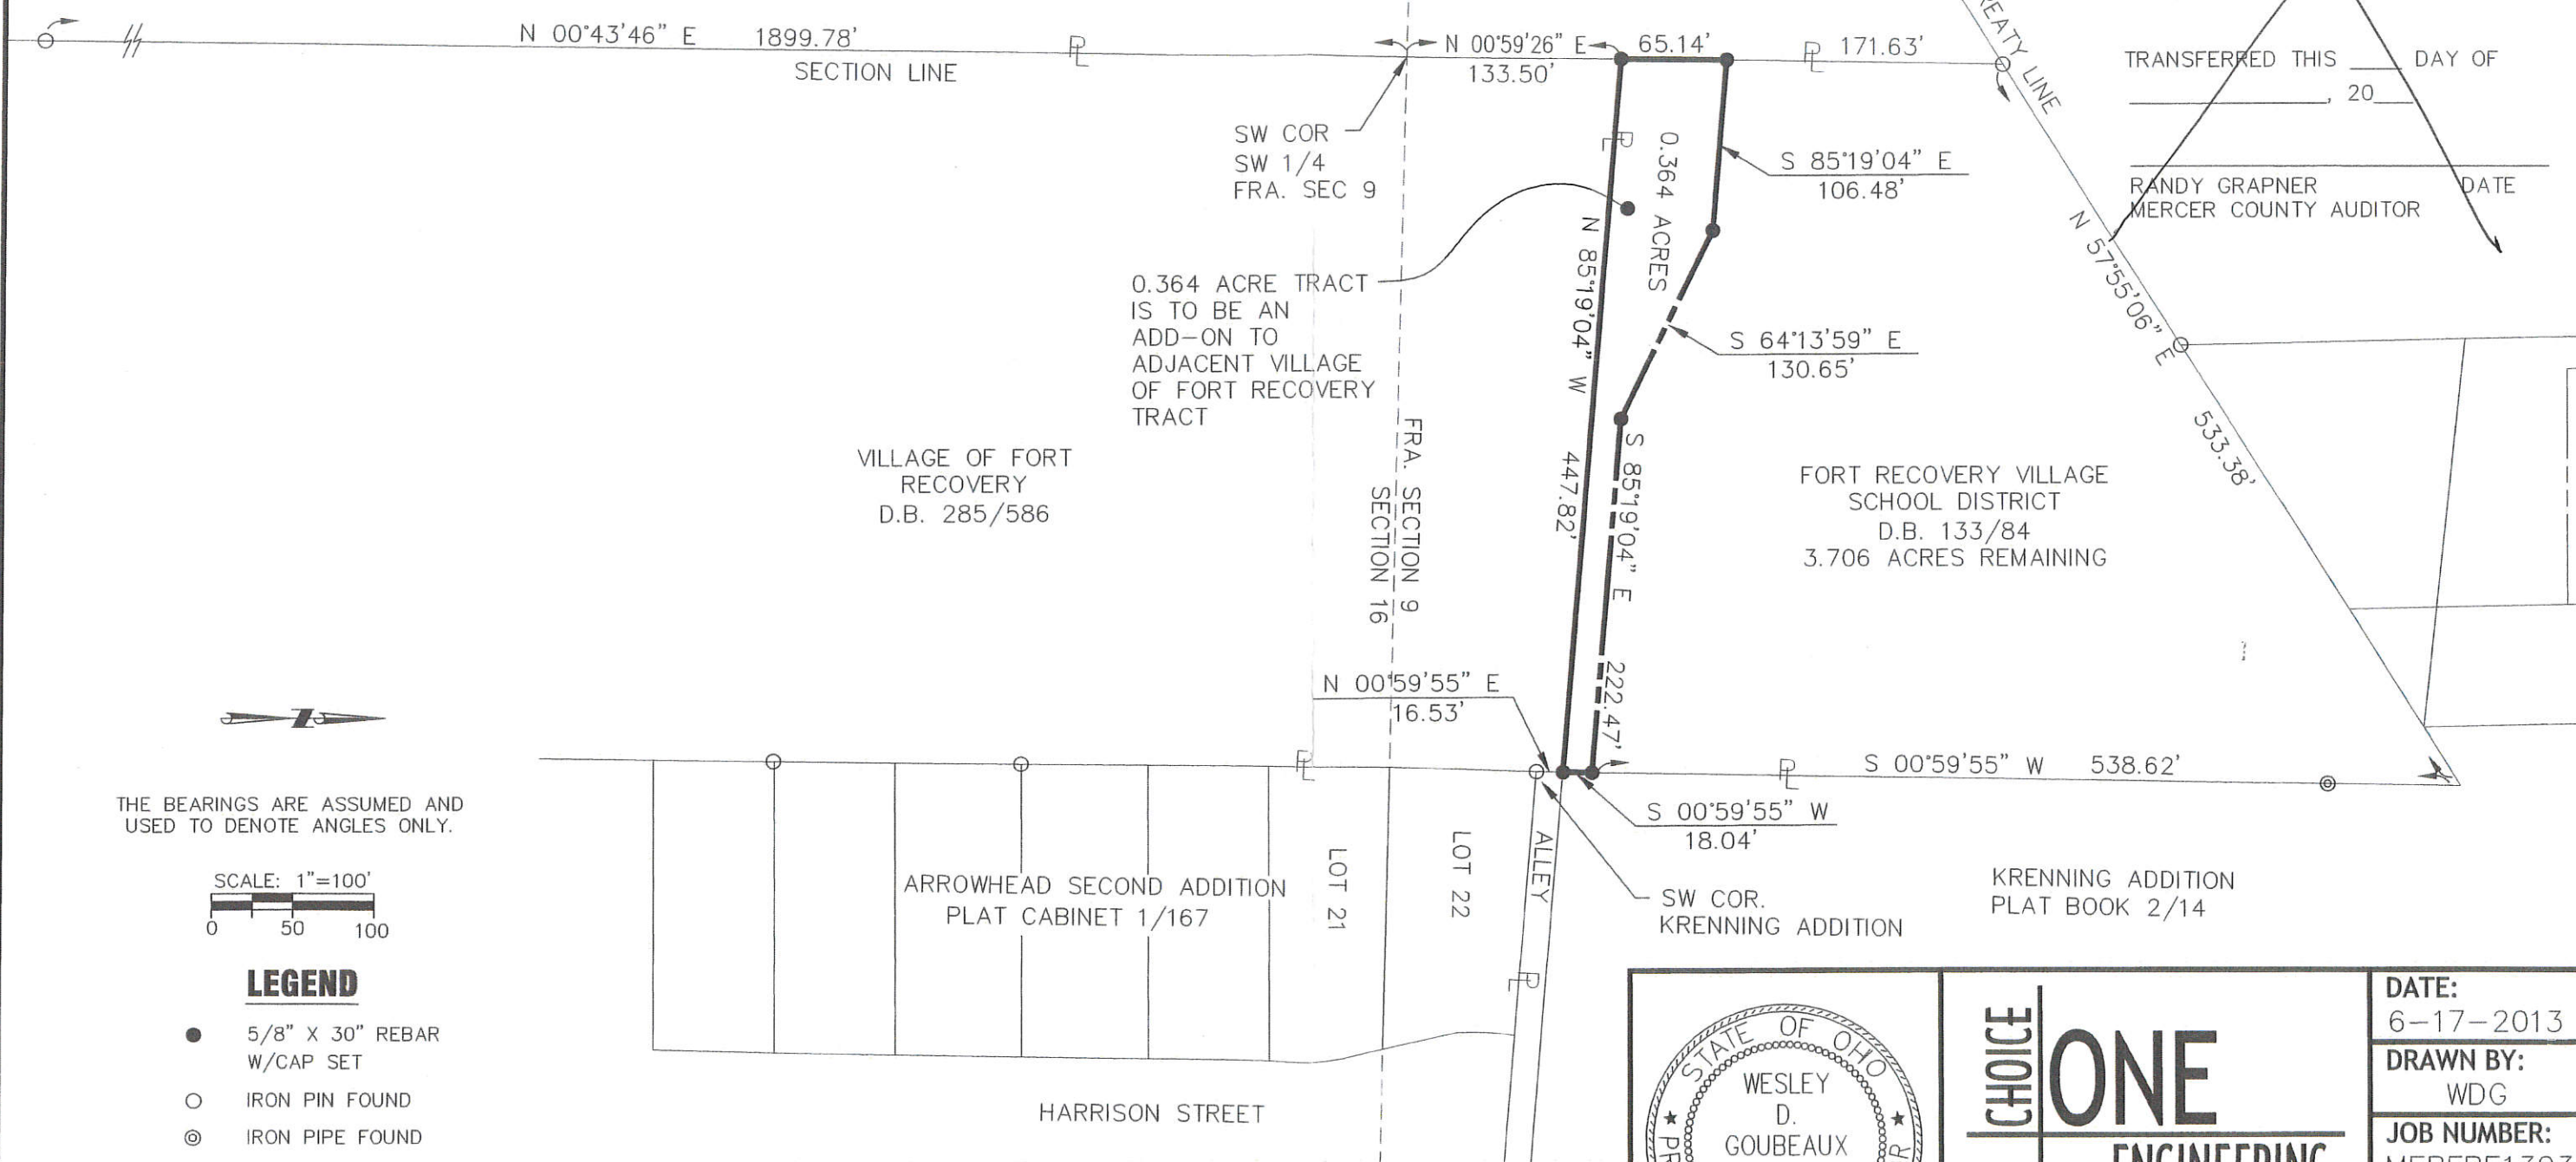 N 00°43'46" E 1899.78'
SECTION LINE
N 00°59'26" E
133.50'
65.14'
171.63'
SW COR
SW 1/4
FRA. SEC 9
0.364 ACRES
S 85°19'04" E
106.48'
TRANSFERRED THIS ____ DAY OF
____________, 20___
RANDY GRAPNER DATE
MERCER COUNTY AUDITOR
N 57°55'06" E 533.38'
0.364 ACRE TRACT
IS TO BE AN
ADD-ON TO
ADJACENT VILLAGE
OF FORT RECOVERY
TRACT
N 85°19'04" W 447.82'
S 64°13'59" E
130.65'
S 85°19'04" E 222.47'
VILLAGE OF FORT
RECOVERY
D.B. 285/586
FRA. SECTION 9
SECTION 16
FORT RECOVERY VILLAGE
SCHOOL DISTRICT
D.B. 133/84
3.706 ACRES REMAINING
N 00°59'55" E
16.53'
S 00°59'55" W 538.62'
S 00°59'55" W
18.04'
THE BEARINGS ARE ASSUMED AND
USED TO DENOTE ANGLES ONLY.
SCALE: 1"=100'
0 50 100
ARROWHEAD SECOND ADDITION
PLAT CABINET 1/167
LOT 21
LOT 22
ALLEY
SW COR.
KRENNING ADDITION
KRENNING ADDITION
PLAT BOOK 2/14
HARRISON STREET
LEGEND
5/8" X 30" REBAR
W/CAP SET
IRON PIN FOUND
IRON PIPE FOUND
STATE OF OHIO
WESLEY
D.
GOUBEAUX
CHOICE
ONE
ENGINEERING
DATE:
6-17-2013
DRAWN BY:
WDG
JOB NUMBER: